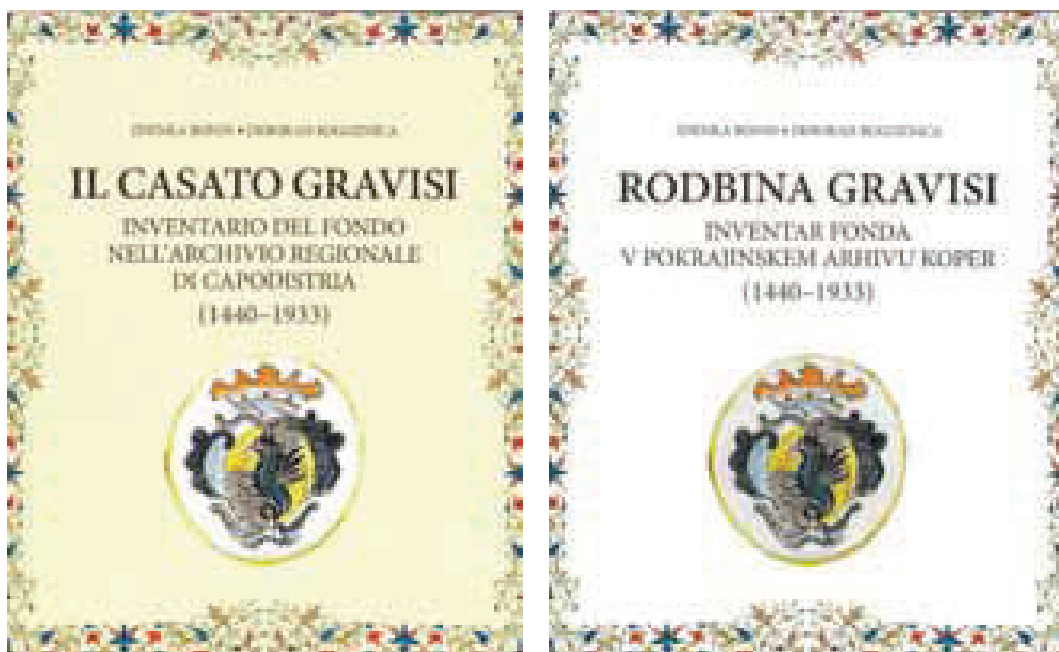 IL CASATO GRAVISI
INVENTARIO DEL FONDO
NELL'ARCHIVIO REGIONALE
DI CAPODISTRIA
(1440–1933)
RODBINA GRAVISI
INVENTAR FONDA
V POKRAJINSKEM ARHIVU KOPER
(1440–1933)